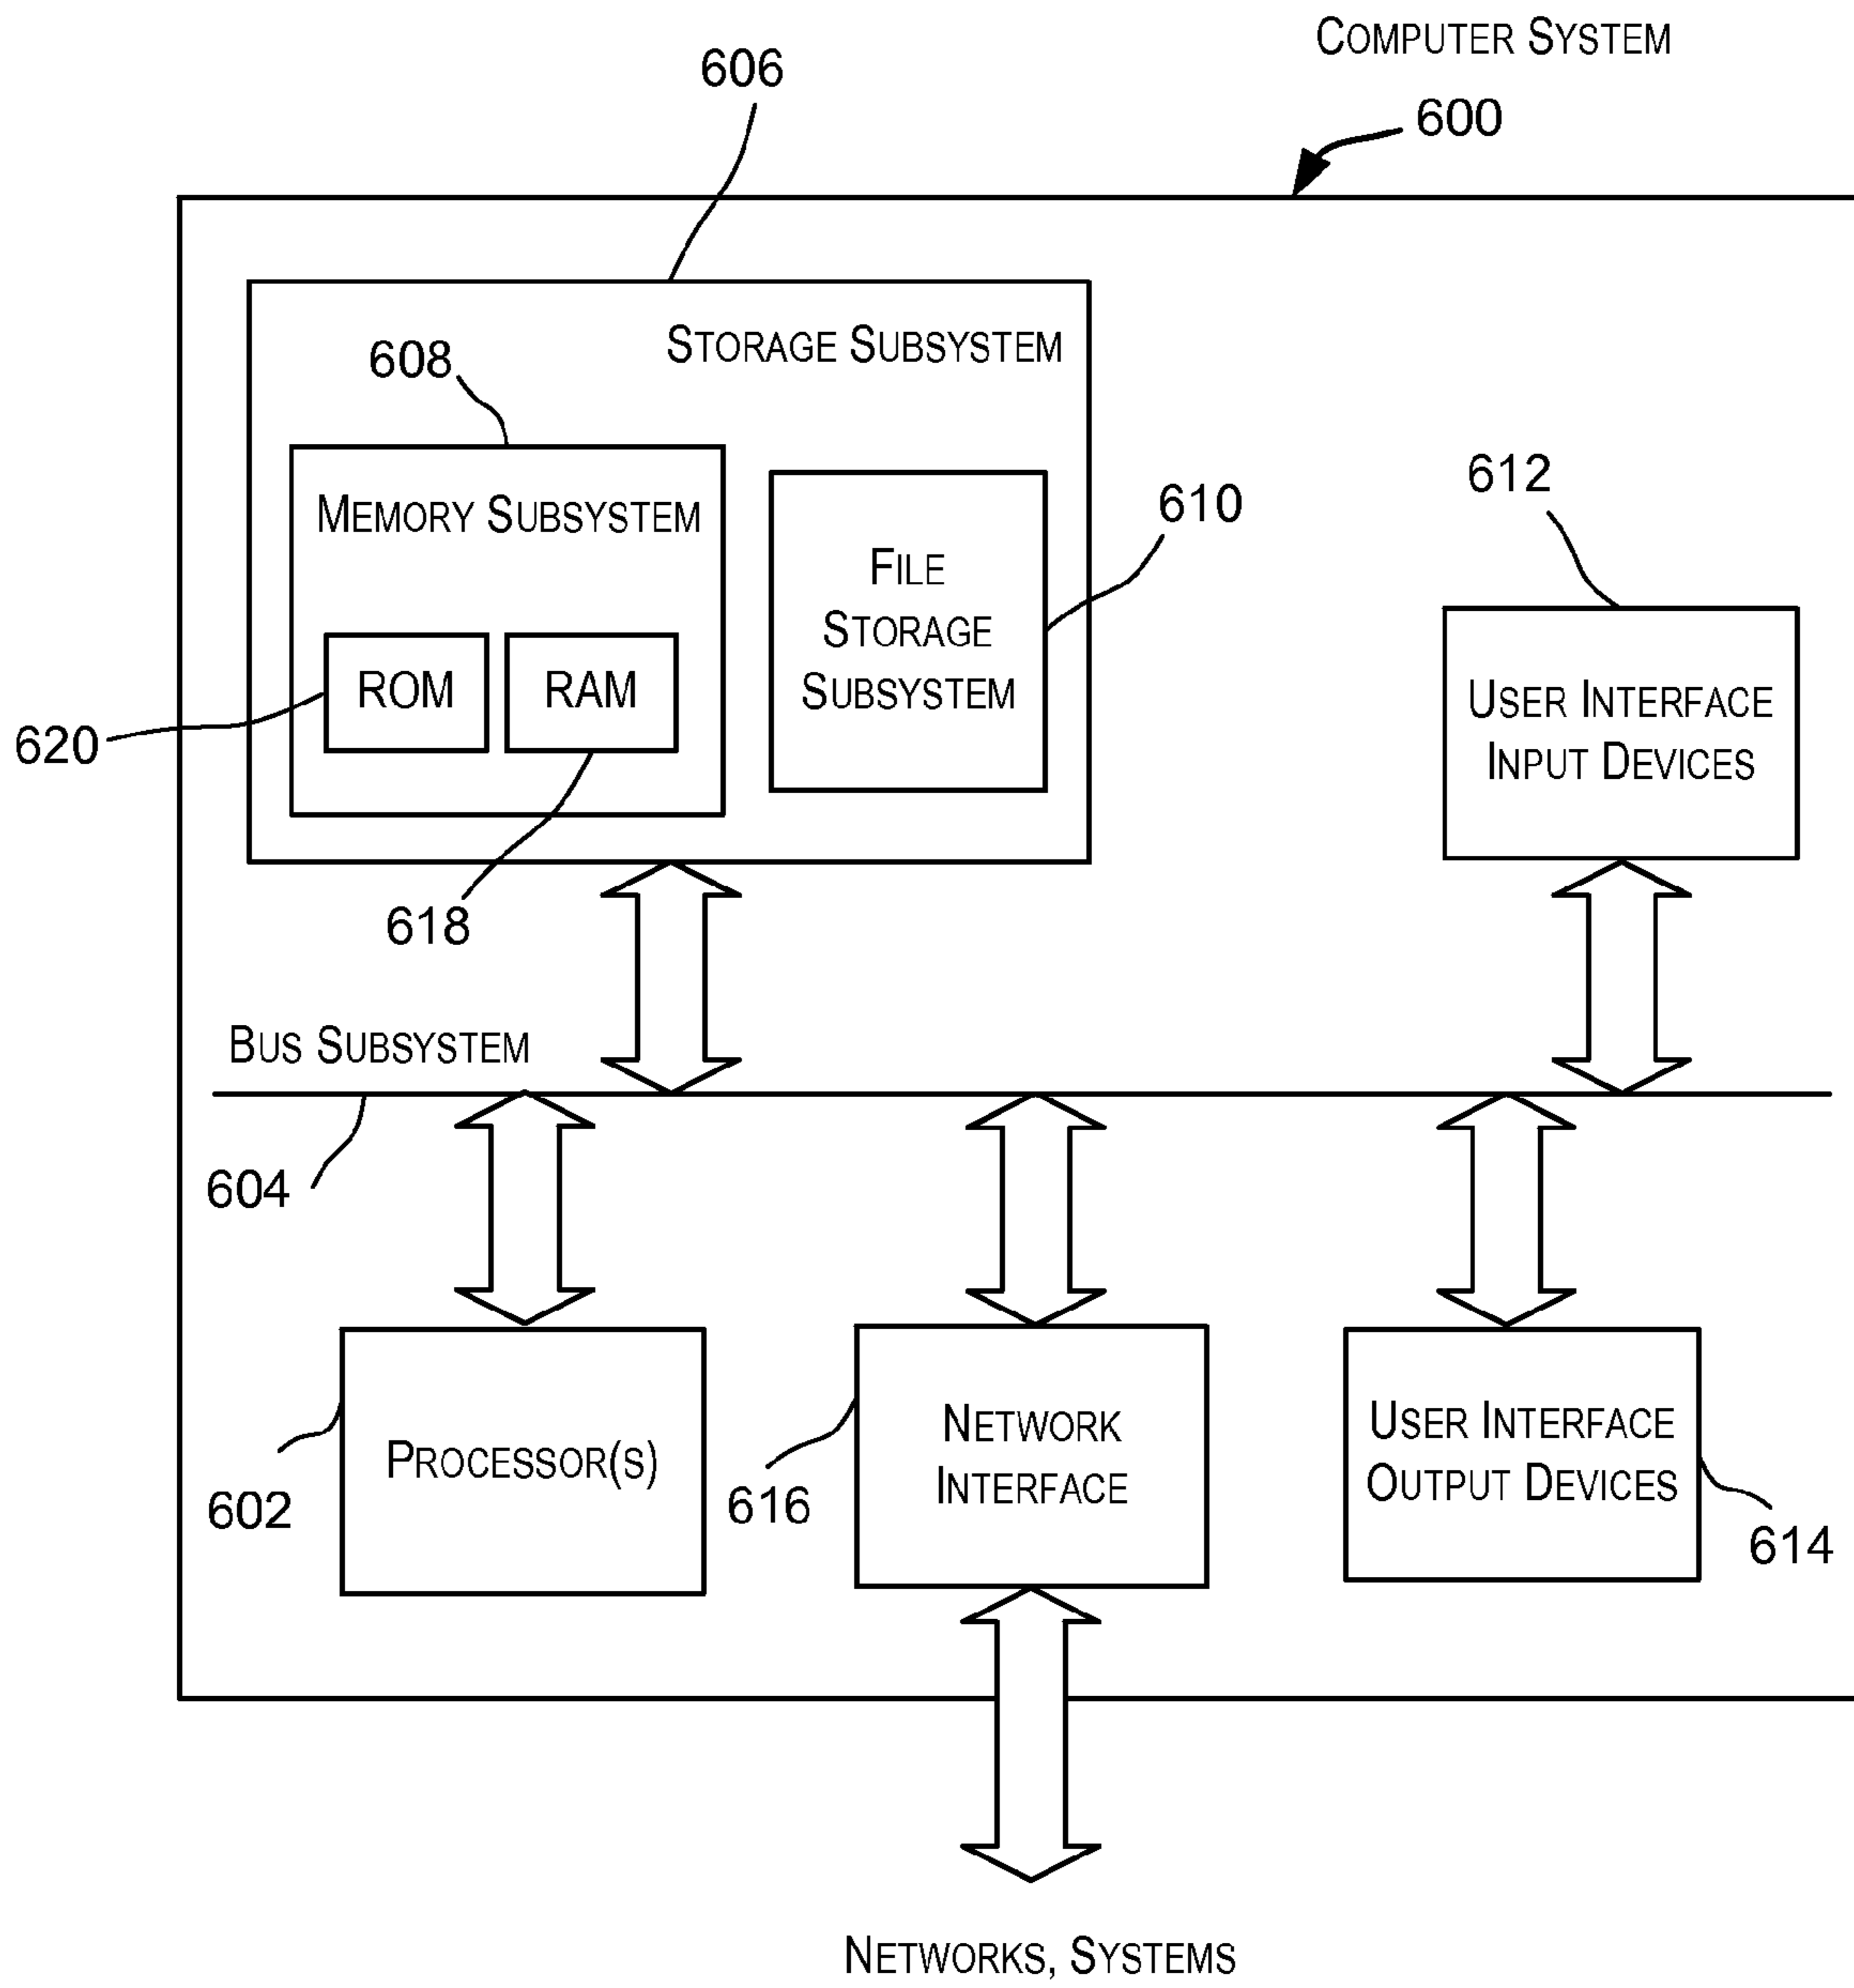 COMPUTER SYSTEM
606
600
STORAGE SUBSYSTEM
608
MEMORY SUBSYSTEM
612
610
FILE
STORAGE
SUBSYSTEM
ROM
RAM
USER INTERFACE
INPUT DEVICES
620
618
BUS SUBSYSTEM
604
PROCESSOR(S)
602
NETWORK
INTERFACE
616
USER INTERFACE
OUTPUT DEVICES
614
NETWORKS, SYSTEMS